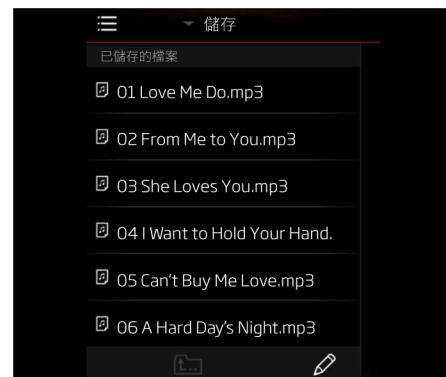 儲存
已儲存的檔案
01 Love Me Do.mp3
02 From Me to You.mp3
03 She Loves You.mp3
04 I Want to Hold Your Hand.
05 Can't Buy Me Love.mp3
06 A Hard Day's Night.mp3